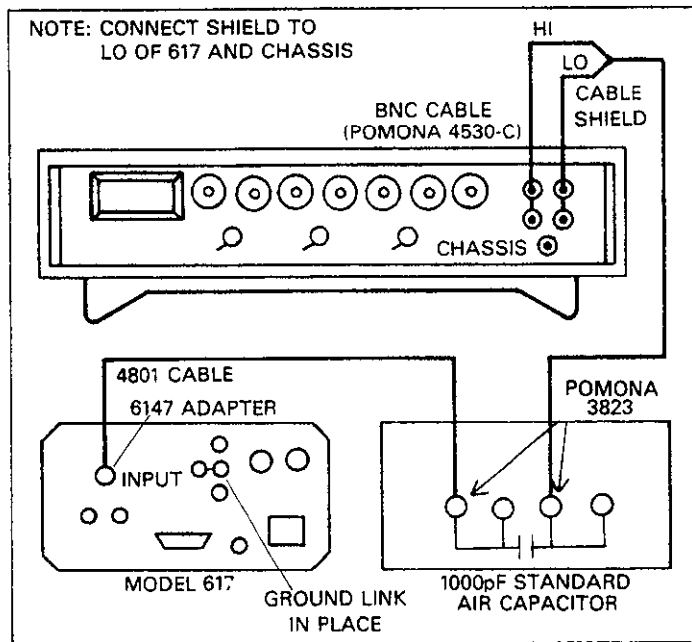 NOTE: CONNECT SHIELD TO
LO OF 617 AND CHASSIS
HI
LO
CABLE
SHIELD
BNC CABLE
(POMONA 4530-C)
CHASSIS
4801 CABLE
6147 ADAPTER
INPUT
MODEL 617
GROUND LINK
IN PLACE
POMONA
3823
1000pF STANDARD
AIR CAPACITOR